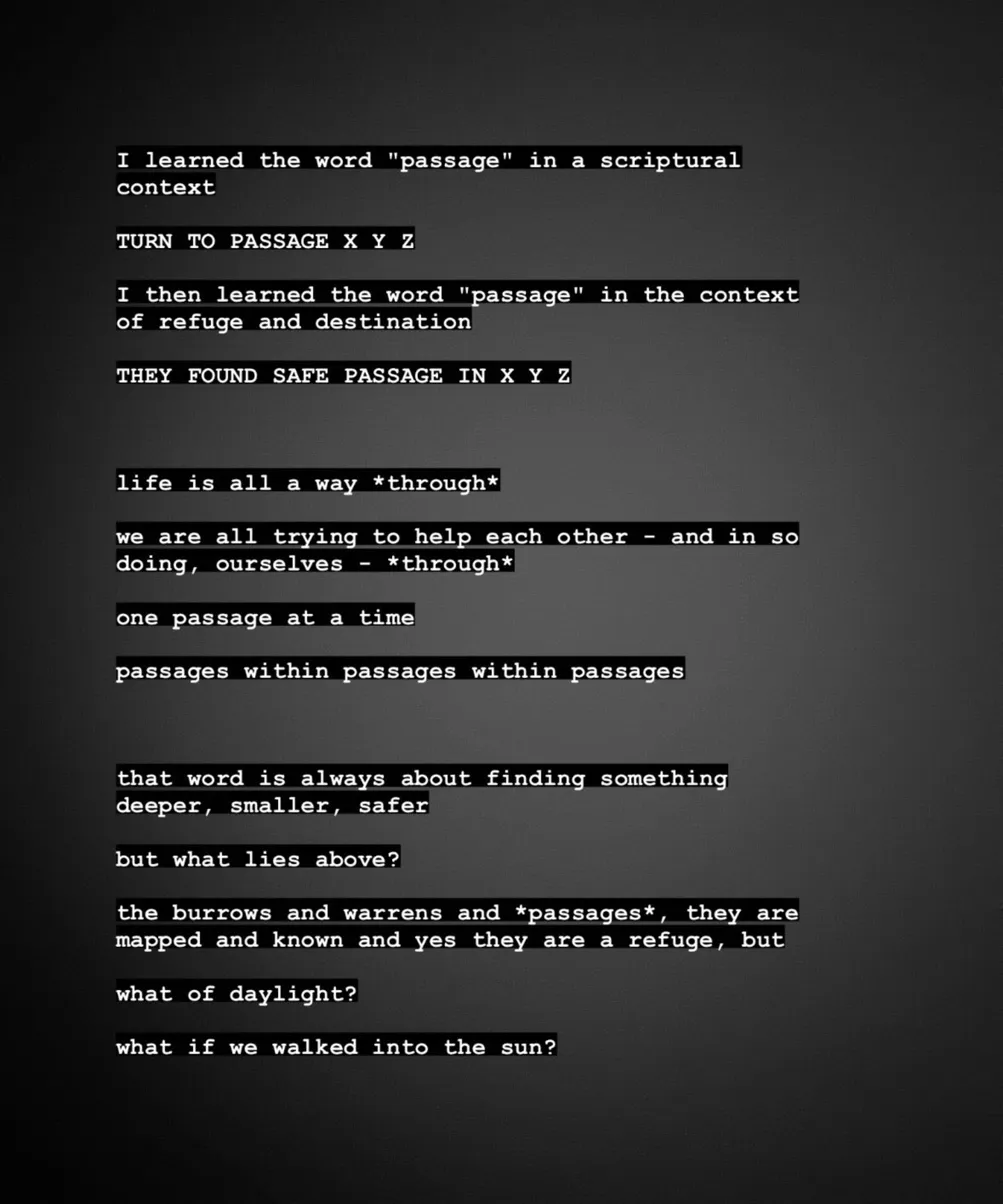 I learned the word "passage" in a scriptural
context
TURN TO PASSAGE X Y Z
I then learned the word "passage" in the context
of refuge and destination
THEY FOUND SAFE PASSAGE IN X Y Z
life is all a way *through*
we are all trying to help each other - and in so
doing, ourselves - *through*
one passage at a time
passages within passages within passages
that word is always about finding something
deeper, smaller, safer
but what lies above?
the burrows and warrens and *passages*, they are
mapped and known and yes they are a refuge, but
what of daylight?
what if we walked into the sun?